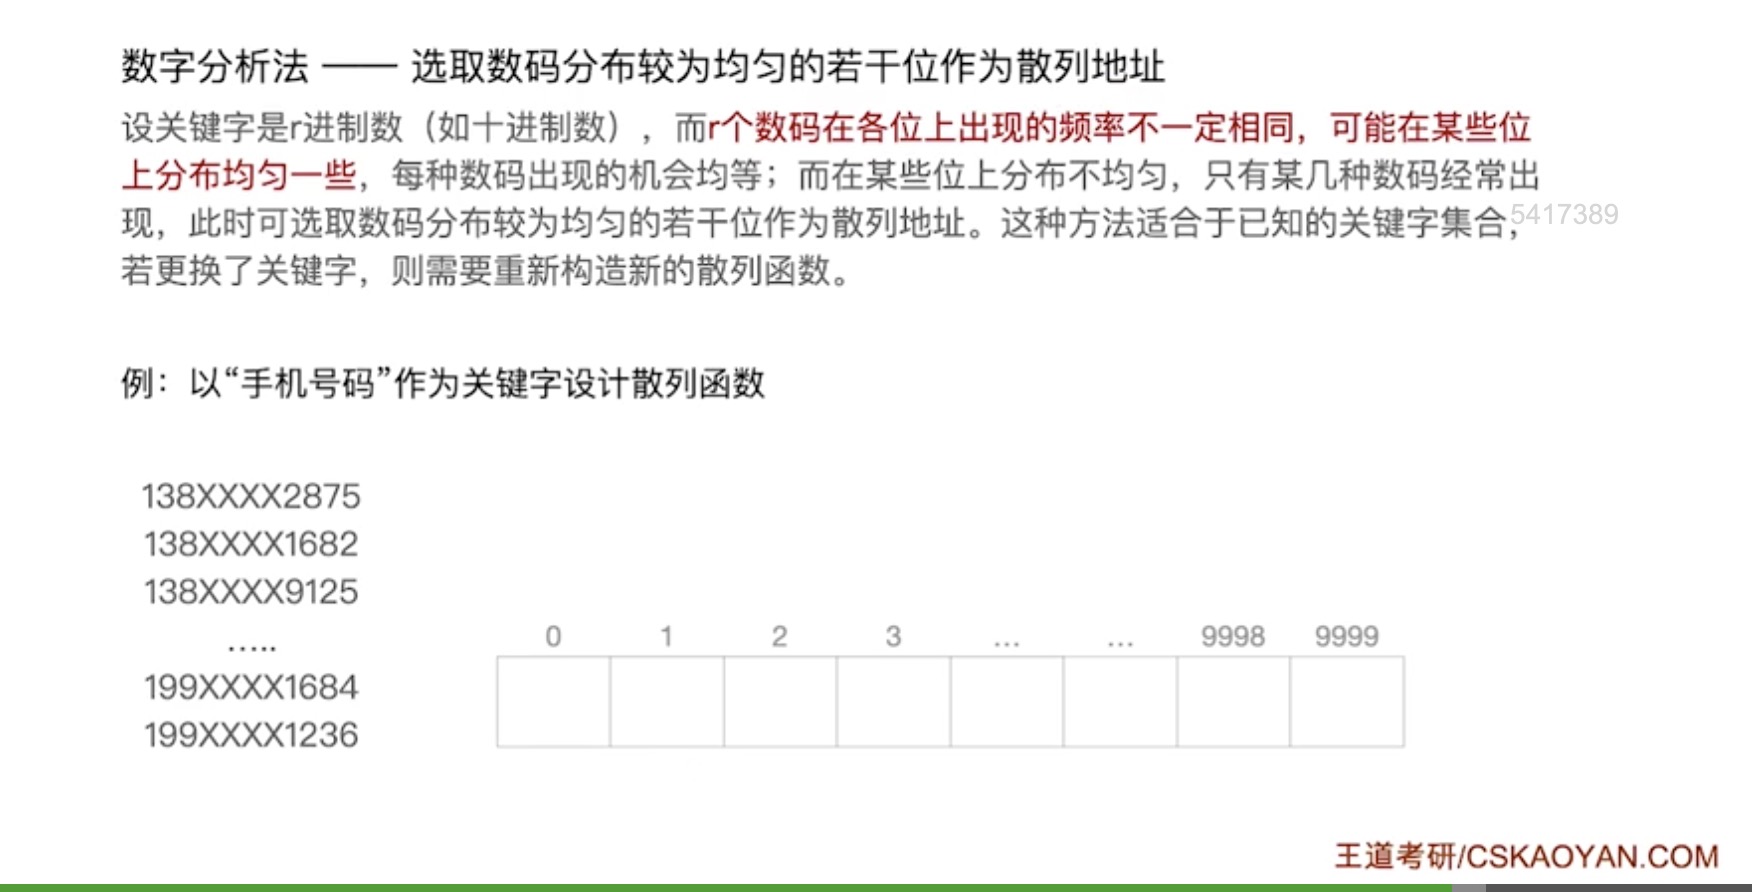 数字分析法 —— 选取数码分布较为均匀的若干位作为散列地址
设关键字是r进制数（如十进制数），而r个数码在各位上出现的频率不一定相同，可能在某些位
上分布均匀一些，每种数码出现的机会均等；而在某些位上分布不均匀，只有某几种数码经常出
现，此时可选取数码分布较为均匀的若干位作为散列地址。这种方法适合于已知的关键字集合，
5417389
若更换了关键字，则需要重新构造新的散列函数。
例：以“手机号码”作为关键字设计散列函数
138XXXX2875
138XXXX1682
138XXXX9125
.....
199XXXX1684
199XXXX1236
0 1 2 3 ... ... 9998 9999
王道考研/CSKAOYAN.COM